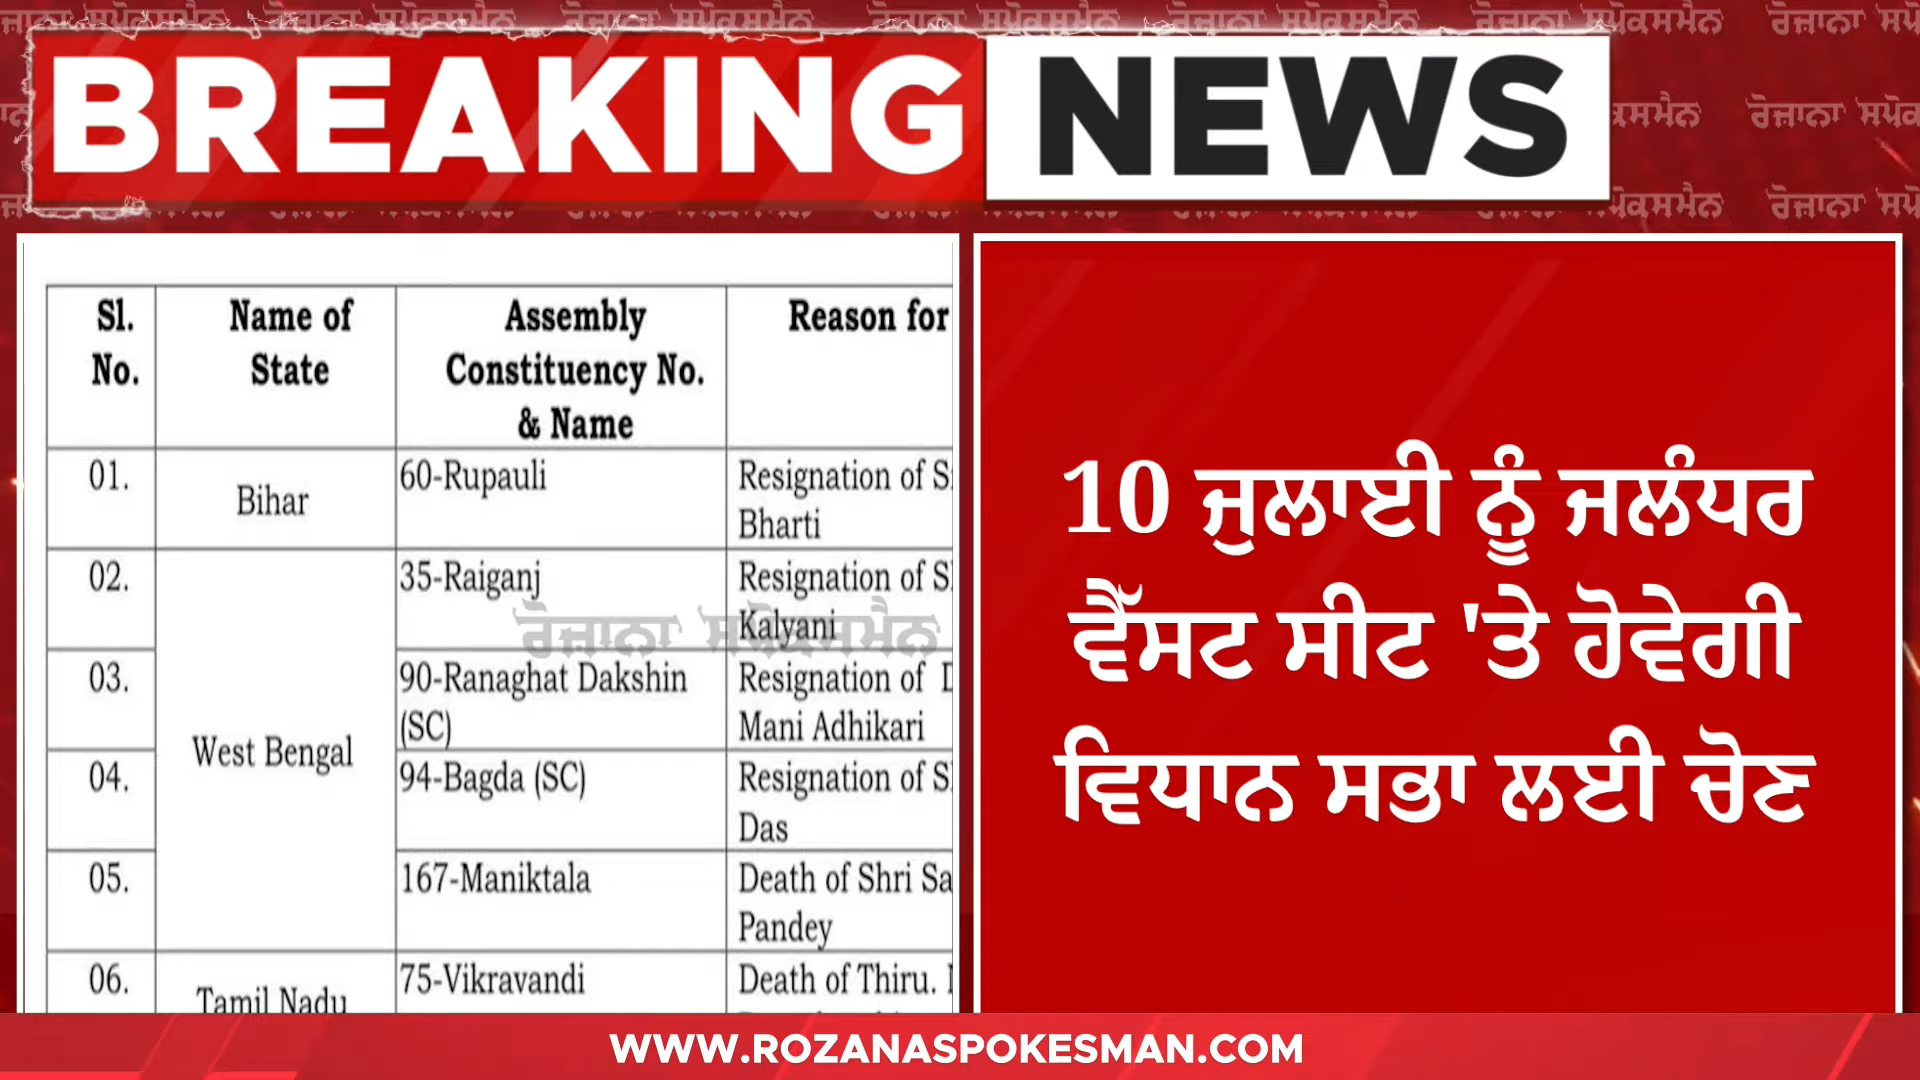 BREAKING NEWS
Sl. No. Name of State Assembly Constituency No. & Name Reason for
01. Bihar 60-Rupauli Resignation of Bharti
02. West Bengal 35-Raiganj Resignation of Kalyani
03. 90-Ranaghat Dakshin (SC) Resignation of Mani Adhikari
04. 94-Bagda (SC) Resignation of Das
05. 167-Maniktala Death of Shri Pandey
06. Tamil Nadu 75-Vikravandi Death of Thiru.
ਰੋਜ਼ਾਨਾ ਸਪੋਕਸਮੈਨ
10 ਜੁਲਾਈ ਨੂੰ ਜਲੰਧਰ
ਵੈੱਸਟ ਸੀਟ 'ਤੇ ਹੋਵੇਗੀ
ਵਿਧਾਨ ਸਭਾ ਲਈ ਚੋਣ
WWW.ROZANASPOKESMAN.COM